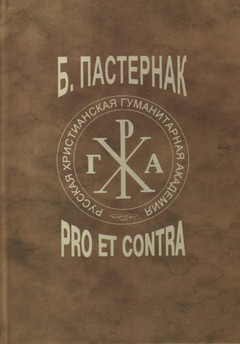 Б. ПАСТЕРНАК
РУССКАЯ ХРИСТИАНСКАЯ ГУМАНИТАРНАЯ АКАДЕМИЯ
Р
Г Х А
PRO ET CONTRA